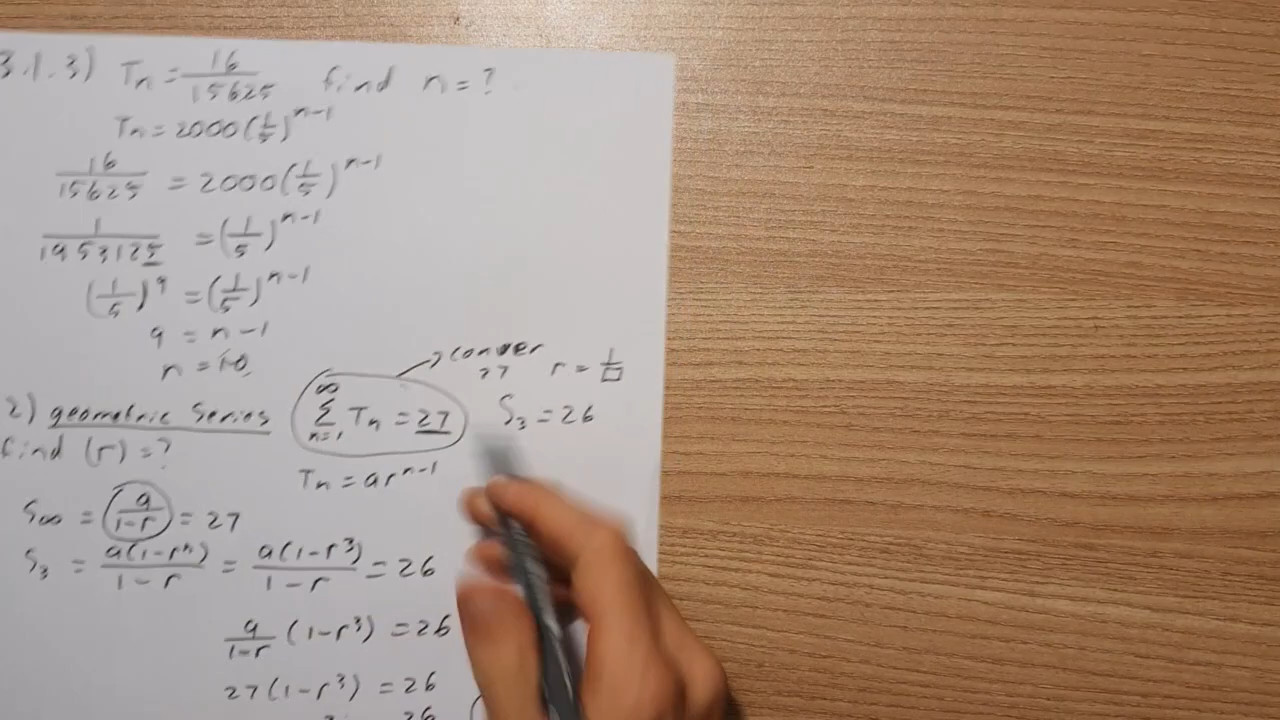 3.1.3) Tn = 16/15625 find n = ?
Tn = 2000(1/5)^n-1
16/15625 = 2000(1/5)^n-1
1/1953125 = (1/5)^n-1
(1/5)^9 = (1/5)^n-1
9 = n-1
n = 10
conver
27 r = 1/□
2) geometric Series ∞ Σ n=1 Tn = 27 S3 = 26
find (r) = ?
Tn = ar^n-1
S∞ = a/1-r = 27
S3 = a(1-r^n)/1-r = a(1-r^3)/1-r = 26
a/1-r (1-r^3) = 26
27(1-r^3) = 26
26